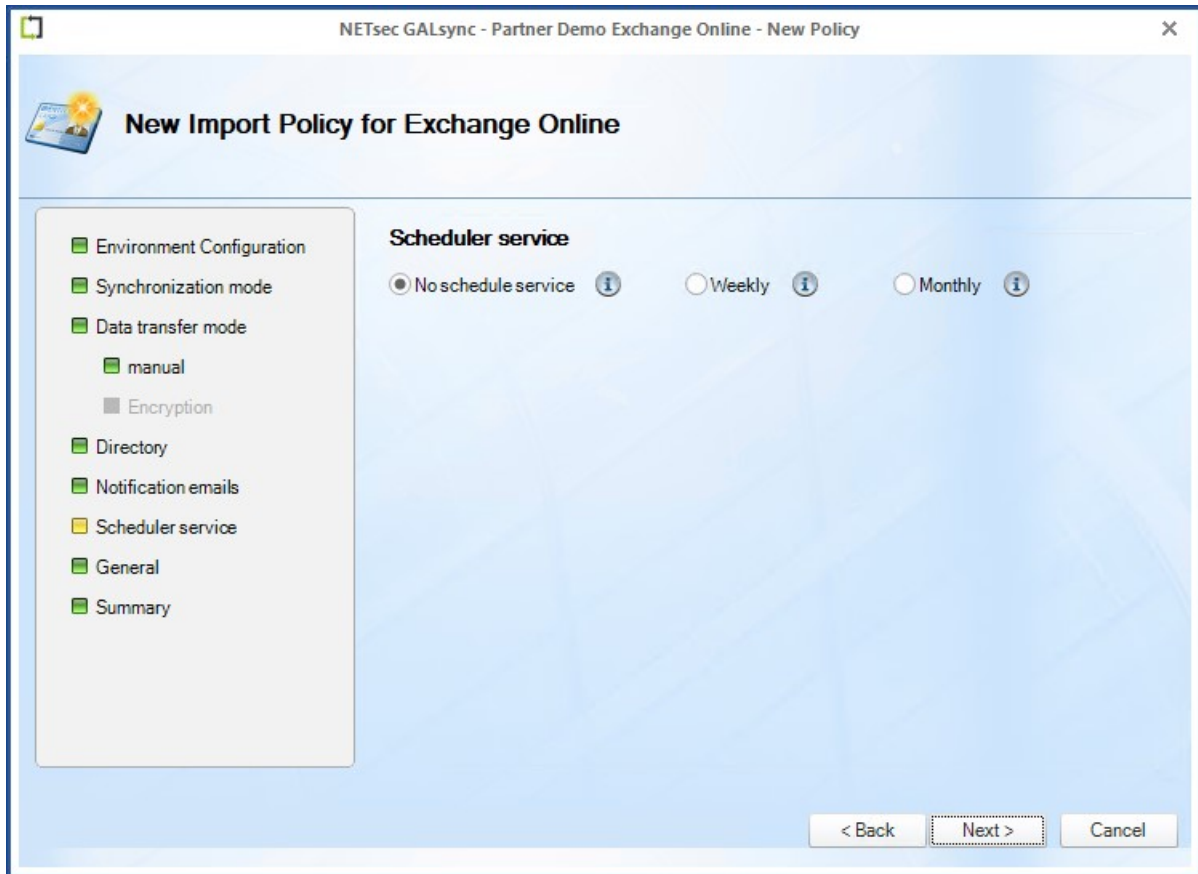 NETsec GALsync - Partner Demo Exchange Online - New Policy
New Import Policy for Exchange Online
Environment Configuration
Synchronization mode
Data transfer mode
manual
Encryption
Directory
Notification emails
Scheduler service
General
Summary
Scheduler service
No schedule service
Weekly
Monthly
< Back
Next >
Cancel